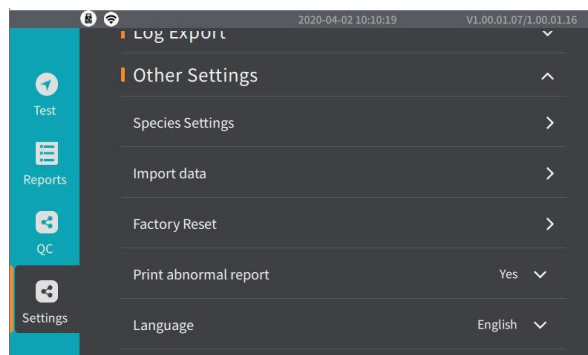 2020-04-02 10:10:19 V1.00.01.07/1.00.01.16
Log Export
Other Settings
Test
Species Settings
Reports
Import data
QC
Factory Reset
Settings
Print abnormal report Yes
Language English